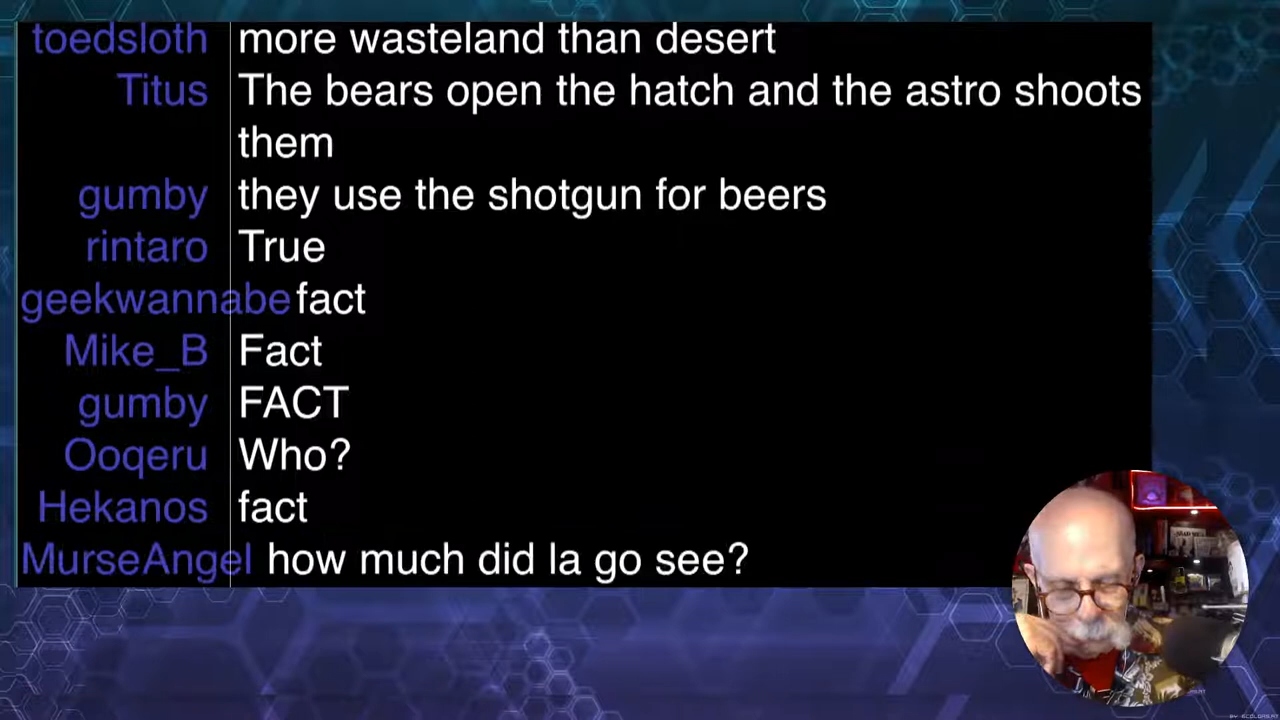 toedsloth more wasteland than desert
Titus The bears open the hatch and the astro shoots
them
gumby they use the shotgun for beers
rintaro True
geekwannabe fact
Mike_B Fact
gumby FACT
Ooqeru Who?
Hekanos fact
MurseAngel how much did la go see?